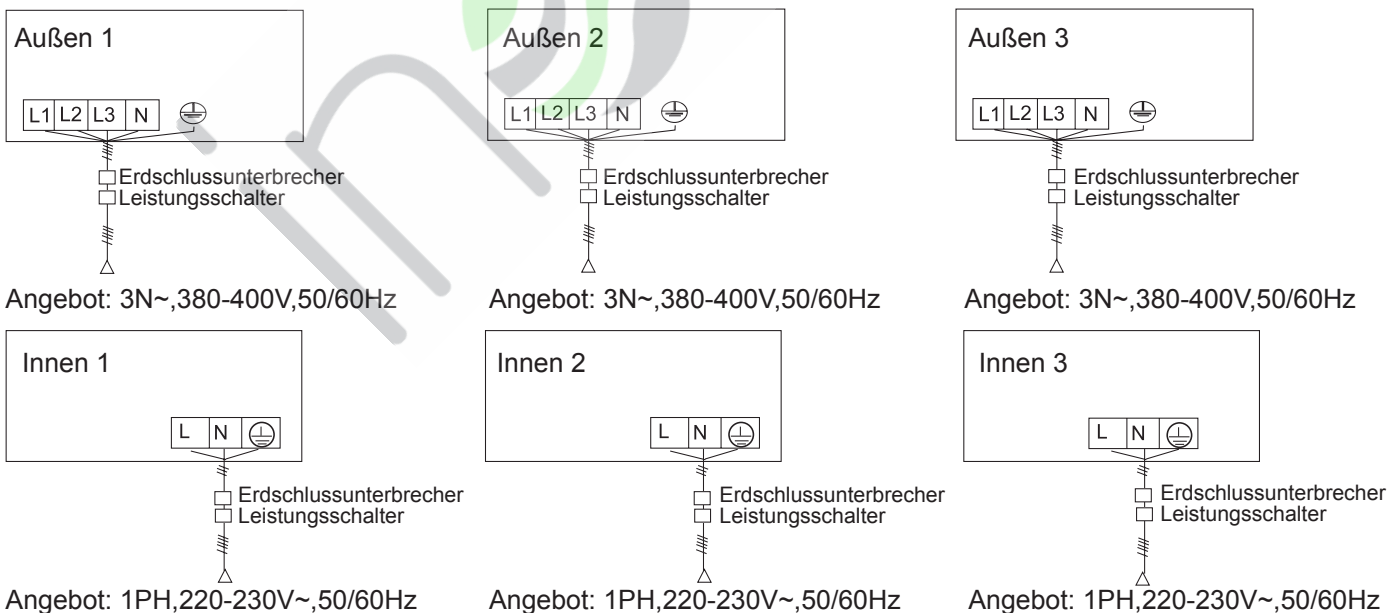 Außen 1
L1 L2 L3 N
Erdschlussunterbrecher
Leistungsschalter
Angebot: 3N~,380-400V,50/60Hz
Außen 2
L1 L2 L3 N
Erdschlussunterbrecher
Leistungsschalter
Angebot: 3N~,380-400V,50/60Hz
Außen 3
L1 L2 L3 N
Erdschlussunterbrecher
Leistungsschalter
Angebot: 3N~,380-400V,50/60Hz
Innen 1
L N
Erdschlussunterbrecher
Leistungsschalter
Angebot: 1PH,220-230V~,50/60Hz
Innen 2
L N
Erdschlussunterbrecher
Leistungsschalter
Angebot: 1PH,220-230V~,50/60Hz
Innen 3
L N
Erdschlussunterbrecher
Leistungsschalter
Angebot: 1PH,220-230V~,50/60Hz